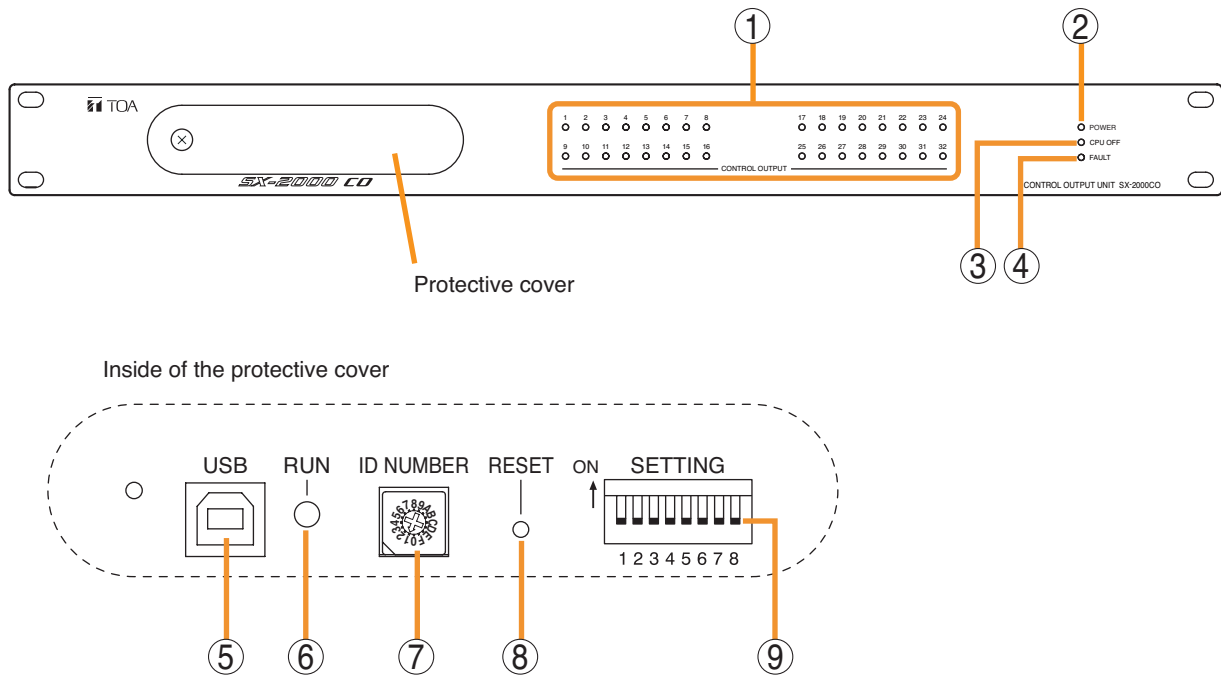 ① ②
TOA
1 2 3 4 5 6 7 8 17 18 19 20 21 22 23 24
POWER
CPU OFF
9 10 11 12 13 14 15 16 25 26 27 28 29 30 31 32
FAULT
CONTROL OUTPUT
SX-2000 CO
CONTROL OUTPUT UNIT SX-2000CO
③ ④
Protective cover
Inside of the protective cover
USB RUN ID NUMBER RESET ON SETTING
0123456789ABCDEF
1 2 3 4 5 6 7 8
⑤ ⑥ ⑦ ⑧ ⑨